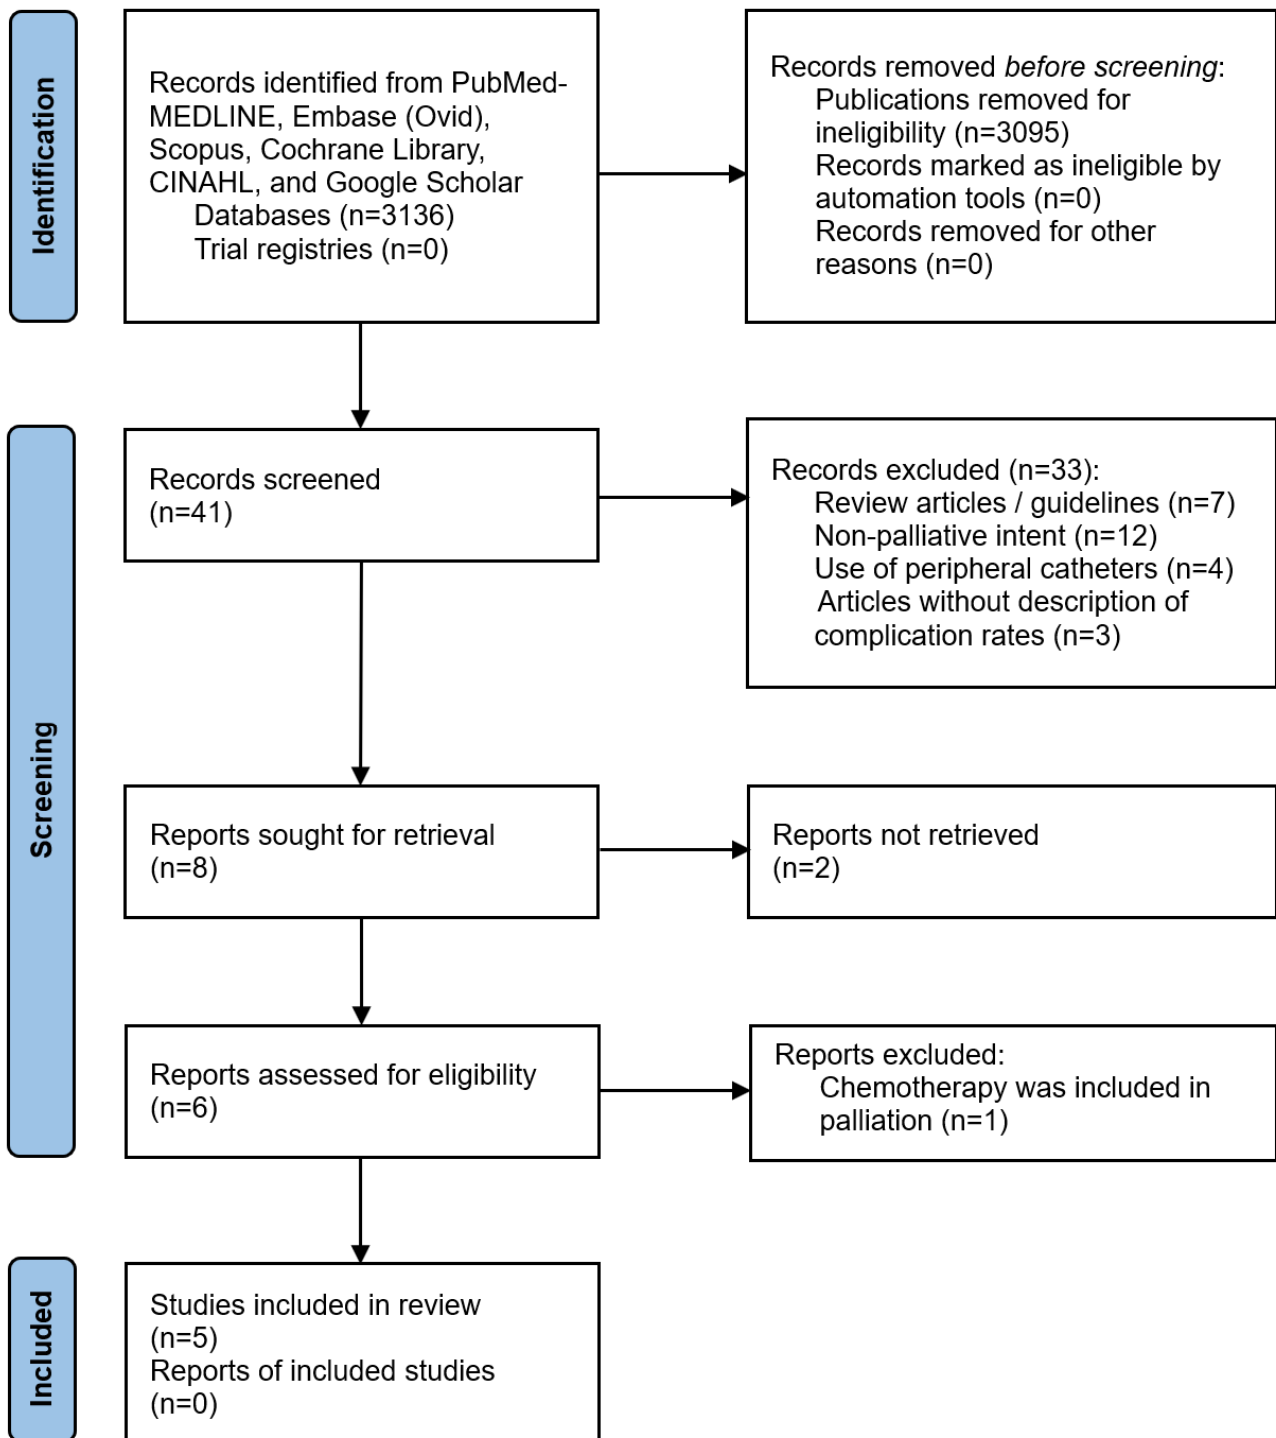 Identification
Records identified from PubMed-
MEDLINE, Embase (Ovid),
Scopus, Cochrane Library,
CINAHL, and Google Scholar
Databases (n=3136)
Trial registries (n=0)
Records removed before screening:
Publications removed for
ineligibility (n=3095)
Records marked as ineligible by
automation tools (n=0)
Records removed for other
reasons (n=0)
Screening
Records screened
(n=41)
Records excluded (n=33):
Review articles / guidelines (n=7)
Non-palliative intent (n=12)
Use of peripheral catheters (n=4)
Articles without description of
complication rates (n=3)
Reports sought for retrieval
(n=8)
Reports not retrieved
(n=2)
Reports assessed for eligibility
(n=6)
Reports excluded:
Chemotherapy was included in
palliation (n=1)
Included
Studies included in review
(n=5)
Reports of included studies
(n=0)